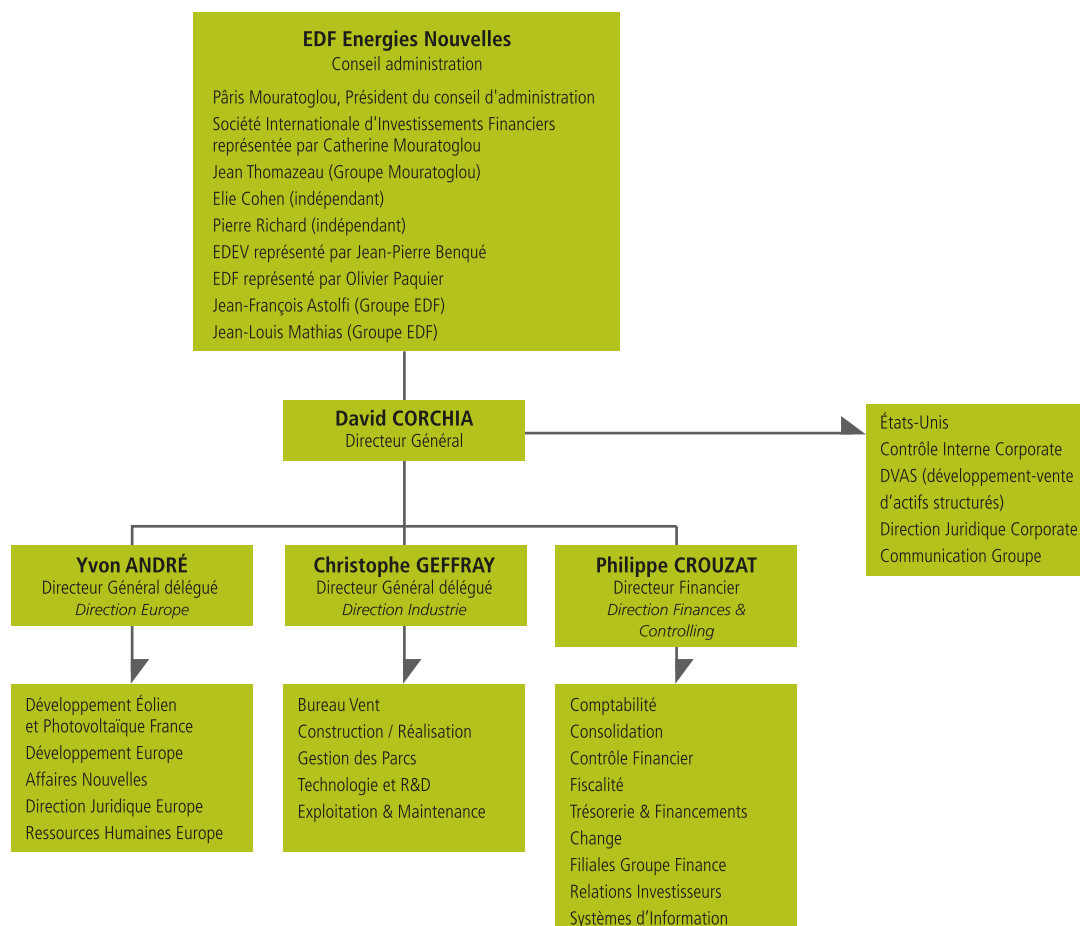 EDF Energies Nouvelles
Conseil administration
Pâris Mouratoglou, Président du conseil d'administration
Société Internationale d'Investissements Financiers
représentée par Catherine Mouratoglou
Jean Thomazeau (Groupe Mouratoglou)
Elie Cohen (indépendant)
Pierre Richard (indépendant)
EDEV représenté par Jean-Pierre Benqué
EDF représenté par Olivier Paquier
Jean-François Astolfi (Groupe EDF)
Jean-Louis Mathias (Groupe EDF)
David CORCHIA
Directeur Général
États-Unis
Contrôle Interne Corporate
DVAS (développement-vente
d’actifs structurés)
Direction Juridique Corporate
Communication Groupe
Yvon ANDRÉ
Directeur Général délégué
Direction Europe
Développement Éolien
et Photovoltaïque France
Développement Europe
Affaires Nouvelles
Direction Juridique Europe
Ressources Humaines Europe
Christophe GEFFRAY
Directeur Général délégué
Direction Industrie
Bureau Vent
Construction / Réalisation
Gestion des Parcs
Technologie et R&D
Exploitation & Maintenance
Philippe CROUZAT
Directeur Financier
Direction Finances &
Controlling
Comptabilité
Consolidation
Contrôle Financier
Fiscalité
Trésorerie & Financements
Change
Filiales Groupe Finance
Relations Investisseurs
Systèmes d’Information